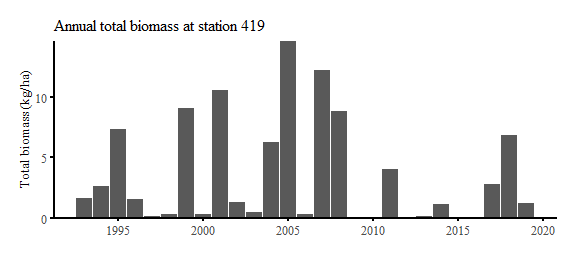 Annual total biomass at station 419
Total biomass (kg/ha)
10
5
0
1995 2000 2005 2010 2015 2020